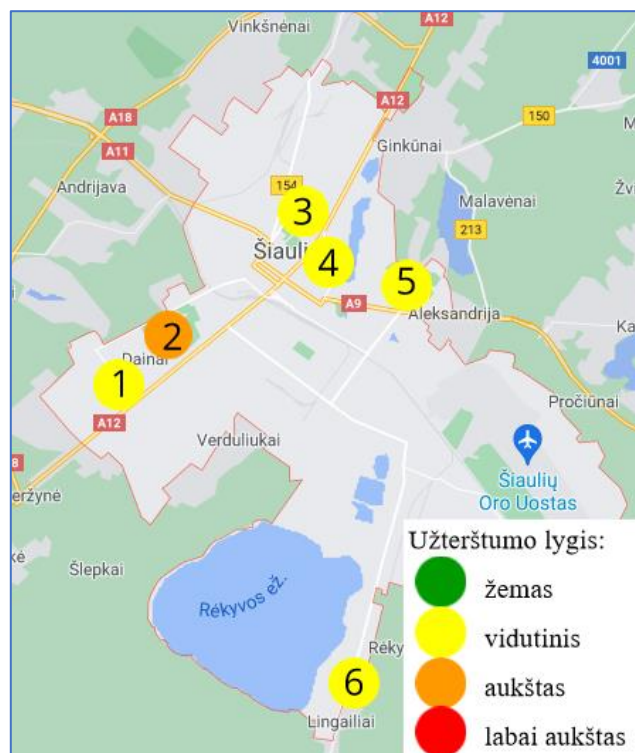 A12
Vinkšnėnai
4001
A18
A12
150
A11
Ginkūnai
Andrijava
154
Malavėnai
3
213
4
5
A9
Aleksandrija
2
Dainai
1
Pročiūnai
A12
Verduliukai
Šiaulių
Oro Uostas
Šlepkai
Rėkyvos ež.
6
Lingailiai
Užterštumo lygis:
žemas
vidutinis
aukštas
labai aukštas